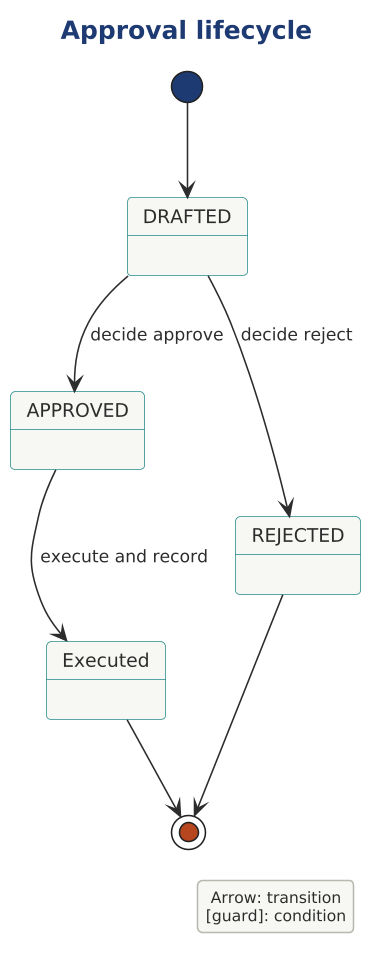 Approval lifecycle
DRAFTED
decide approve
decide reject
APPROVED
REJECTED
execute and record
Executed
Arrow: transition
[guard]: condition